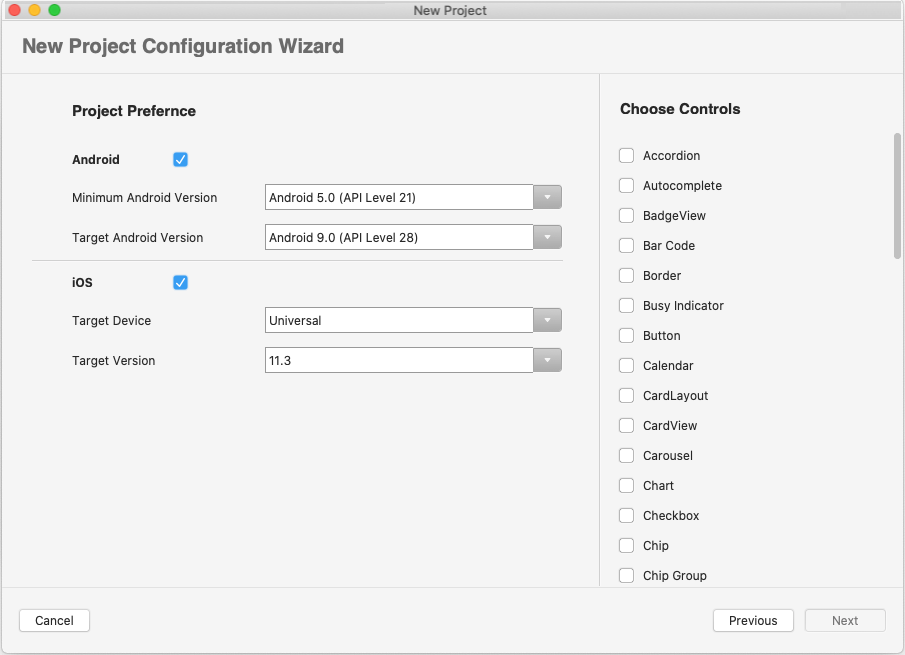 New Project
New Project Configuration Wizard
Project Prefernce
Android
Minimum Android Version
Android 5.0 (API Level 21)
Target Android Version
Android 9.0 (API Level 28)
iOS
Target Device
Universal
Target Version
11.3
Choose Controls
Accordion
Autocomplete
BadgeView
Bar Code
Border
Busy Indicator
Button
Calendar
CardLayout
CardView
Carousel
Chart
Checkbox
Chip
Chip Group
Cancel
Previous
Next